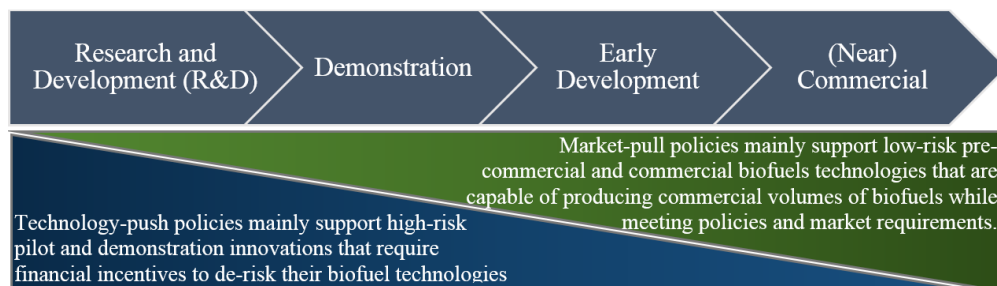 Research and
Development (R&D)
Demonstration
Early
Development
(Near)
Commercial
Market-pull policies mainly support low-risk pre-
commercial and commercial biofuels technologies that are
capable of producing commercial volumes of biofuels while
meeting policies and market requirements.
Technology-push policies mainly support high-risk
pilot and demonstration innovations that require
financial incentives to de-risk their biofuel technologies